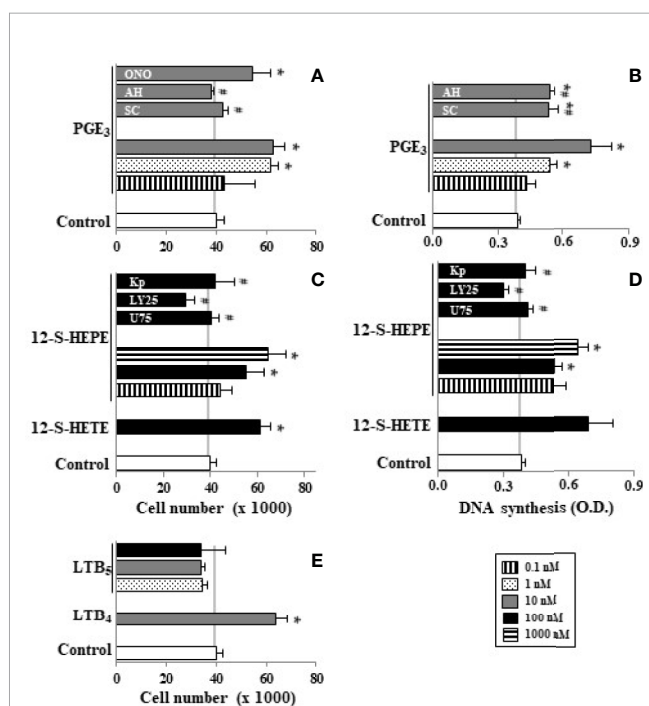 A
ONO *
AH #
SC #
PGE3
*
*
Control
0 20 40 60 80
B
AH *#
SC *#
PGE3
*
*
Control
0.0 0.3 0.6 0.9
C
Kp #
LY25 #
U75 #
12-S-HEPE
*
*
12-S-HETE *
Control
0 20 40 60 80
Cell number (x 1000)
D
Kp #
LY25 #
U75 #
12-S-HEPE
*
*
12-S-HETE
Control
0.0 0.3 0.6 0.9
DNA synthesis (O.D.)
E
LTB5
LTB4 *
Control
0 20 40 60 80
Cell number (x 1000)
0.1 nM
1 nM
10 nM
100 nM
1000 nM